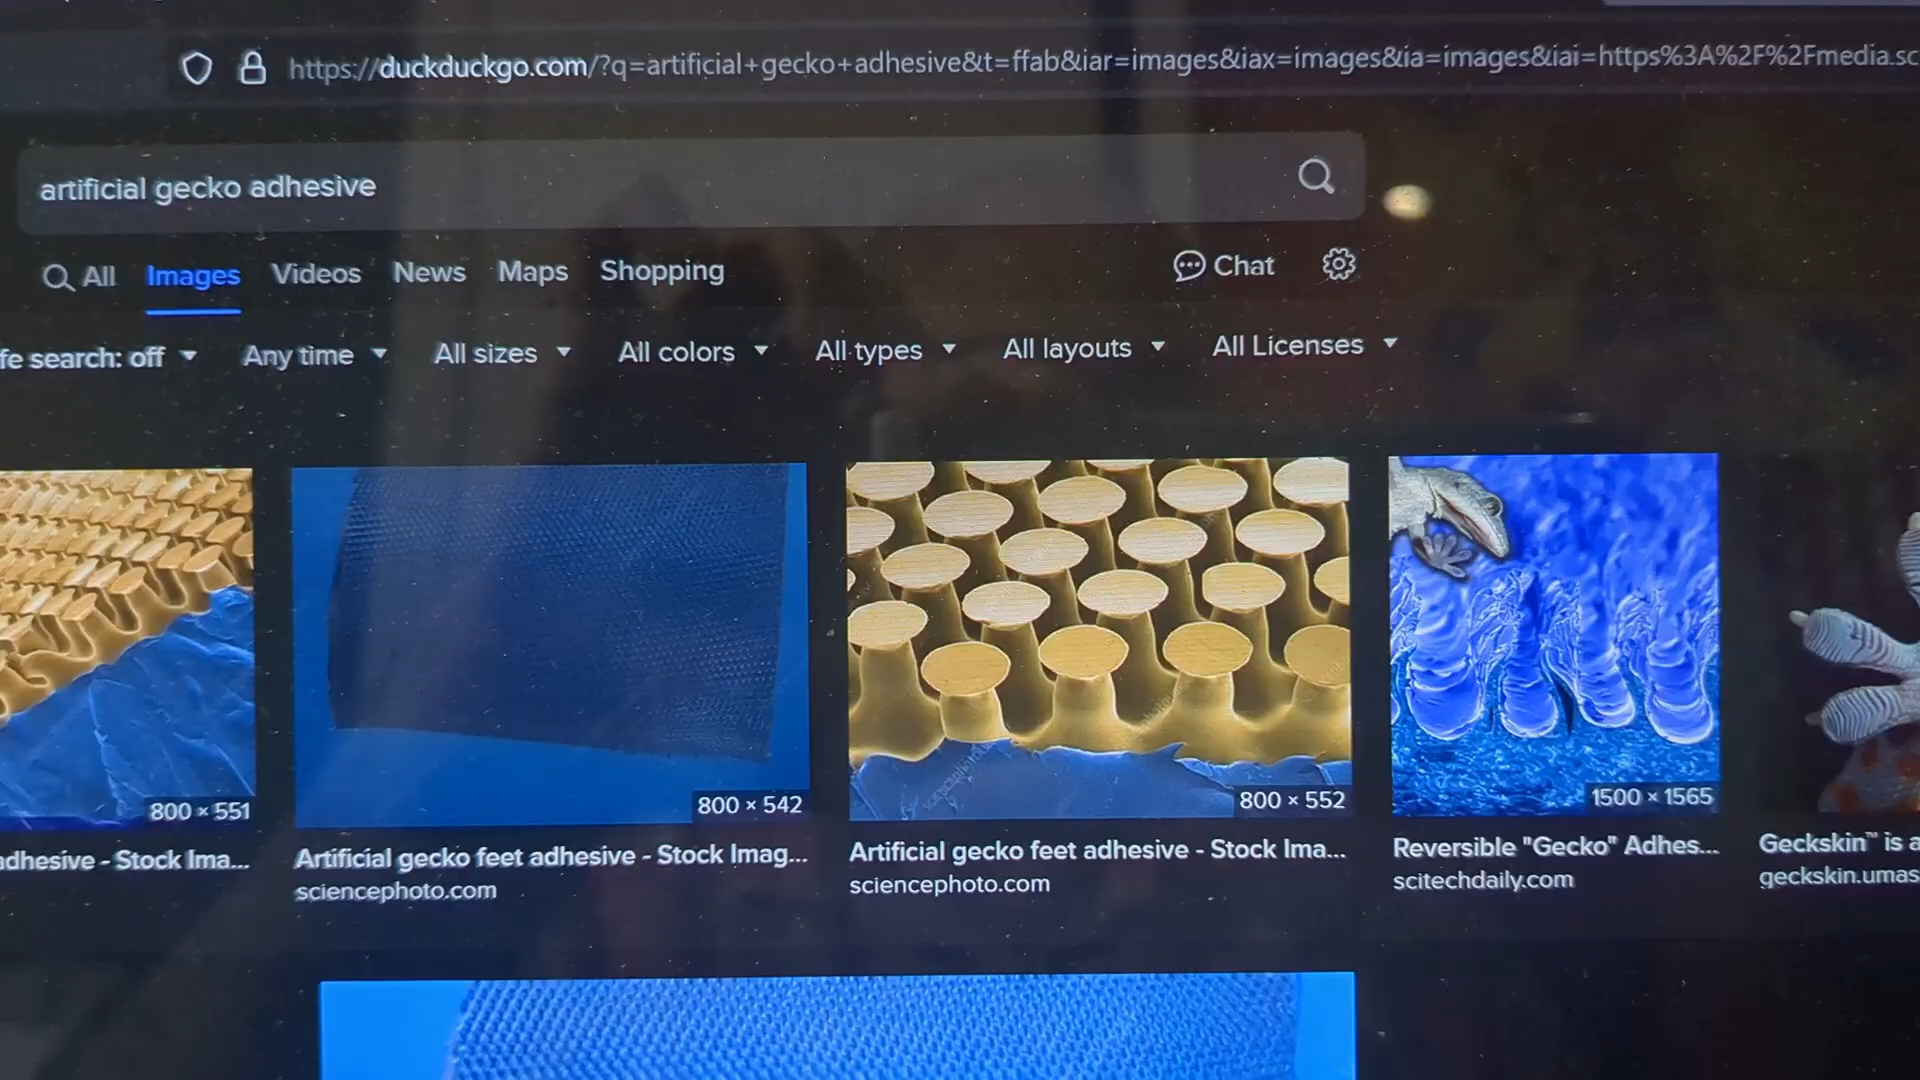 https://duckduckgo.com/?q=artificial+gecko+adhesive&t=ffab&iar=images&iax=images&ia=images&iai=https%3A%2F%2Fmedia.sc
artificial gecko adhesive
All Images Videos News Maps Shopping Chat
fe search: off Any time All sizes All colors All types All layouts All Licenses
800 × 551 800 × 542 800 × 552 1500 × 1565
adhesive - Stock Ima... Artificial gecko feet adhesive - Stock Imag... Artificial gecko feet adhesive - Stock Ima... Reversible "Gecko" Adhes... Geckskin™ is a
sciencephoto.com sciencephoto.com scitechdaily.com geckskin.umas